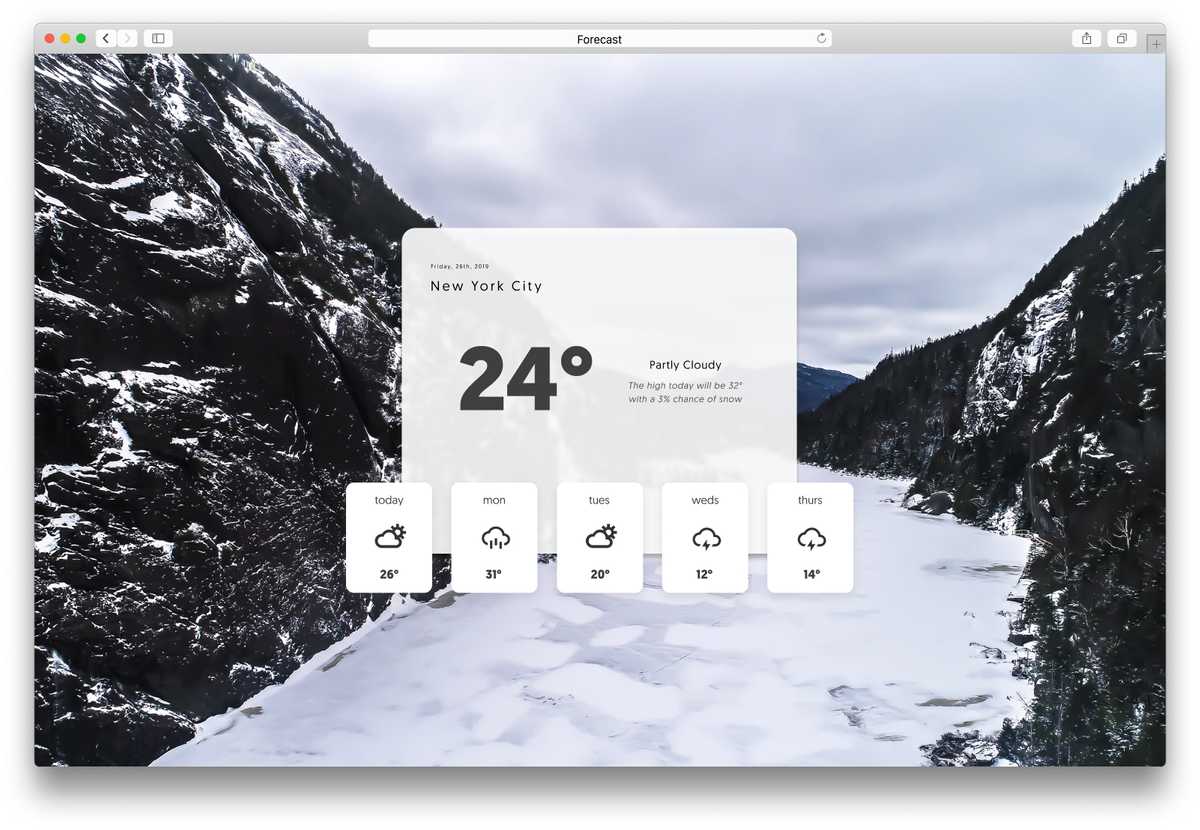 Forecast
Friday, 26th, 2019
New York City
24°
Partly Cloudy
The high today will be 32°
with a 3% chance of snow
today
mon
tues
weds
thurs
26°
31°
20°
12°
14°